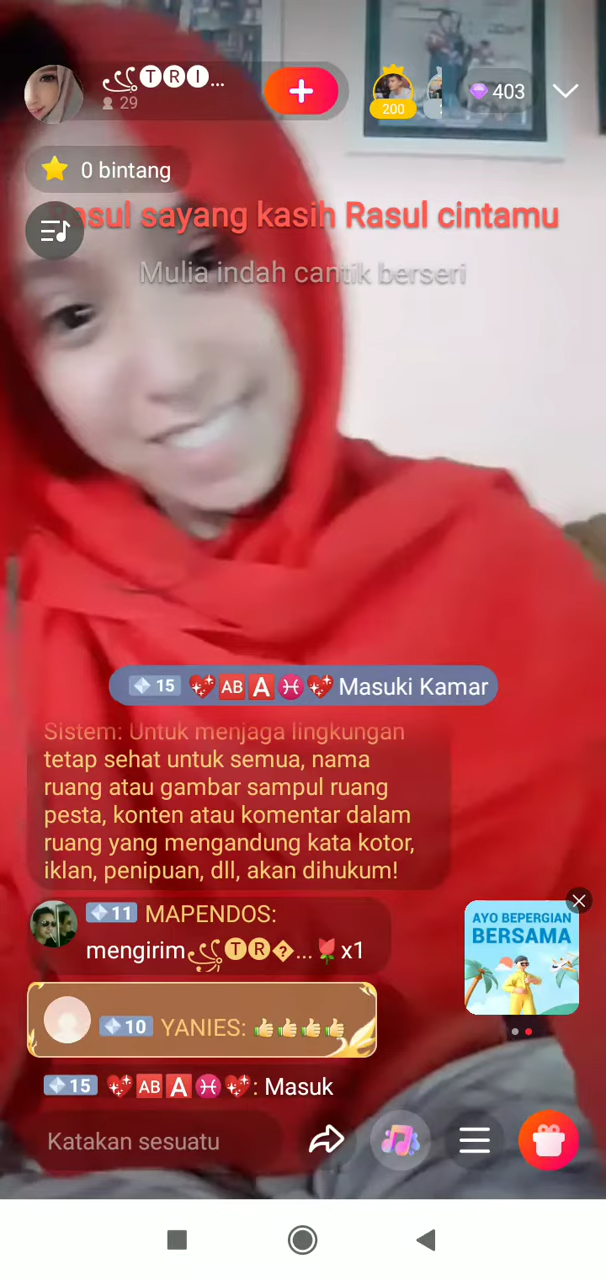 🅣🅡🅘...
29
200
403
0 bintang
sul sayang kasih Rasul cintamu
Mulia indah cantik berseri
15 💖🆎🅰♓💖 Masuki Kamar
Sistem: Untuk menjaga lingkungan
tetap sehat untuk semua, nama
ruang atau gambar sampul ruang
pesta, konten atau komentar dalam
ruang yang mengandung kata kotor,
iklan, penipuan, dll, akan dihukum!
11 MAPENDOS:
mengirim꧁🅣🅡�...🌷x1
AYO BEPERGIAN
BERSAMA
10 YANIES: 👍👍👍👍
15 💖🆎🅰♓💖: Masuk
Katakan sesuatu